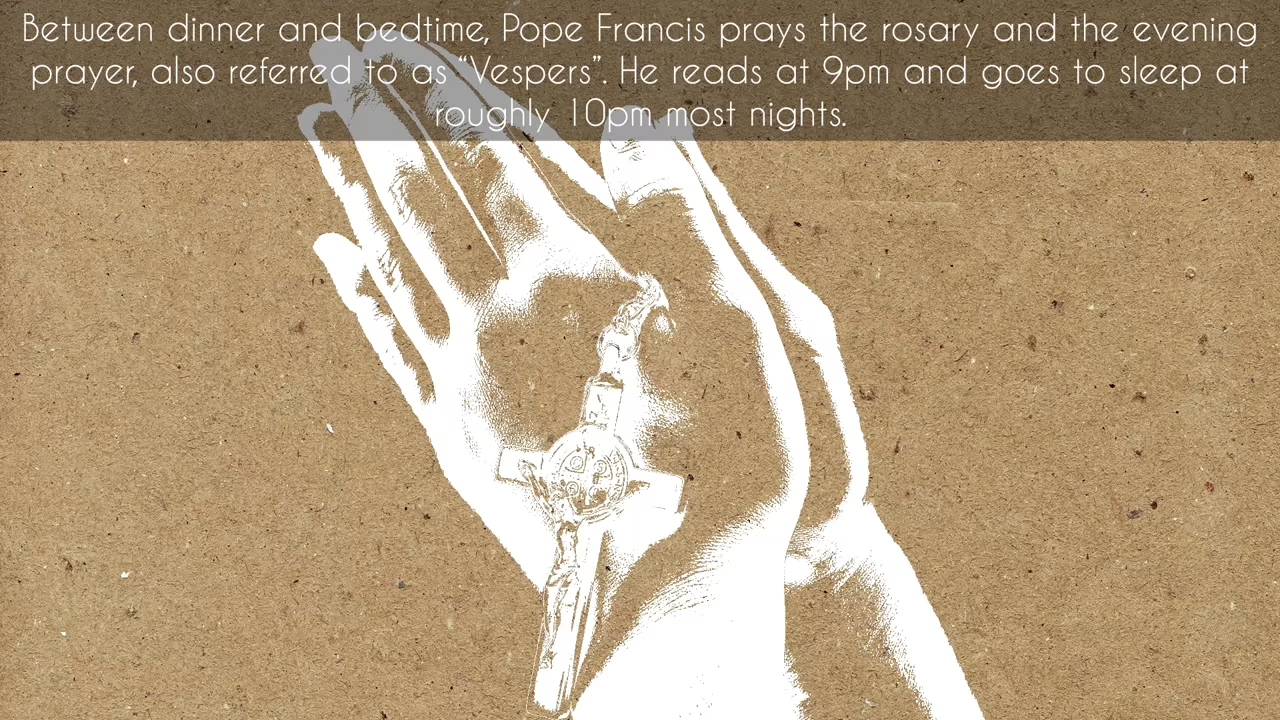 Between dinner and bedtime, Pope Francis prays the rosary and the evening
prayer, also referred to as “Vespers”. He reads at 9pm and goes to sleep at
roughly 10pm most nights.